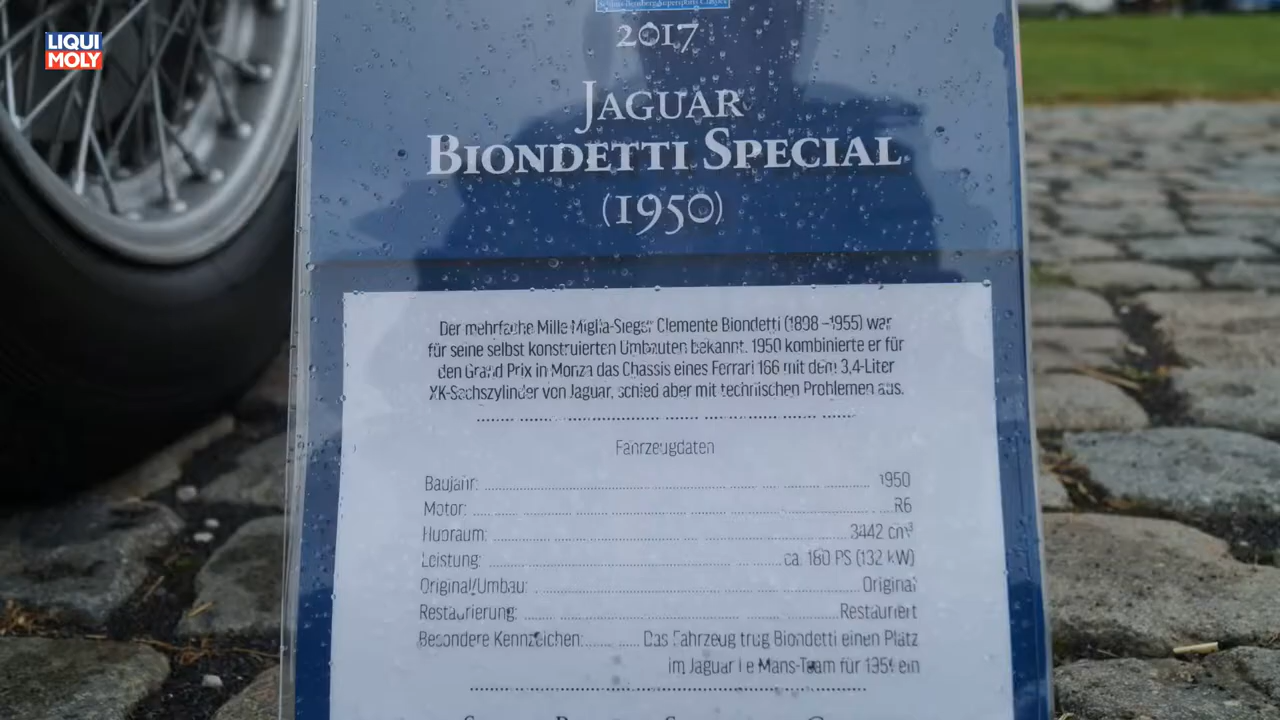 LIQUI
MOLY
2017
JAGUAR
BIONDETTI SPECIAL
(1950)
Der mehrfache Mille-Miglia-Sieger Clemente Biondetti (1898 –1955) war
für seine selbst konstruierten Umbauten bekannt. 1950 kombinierte er für
den Grand Prix in Monza das Chassis eines Ferrari 166 mit dem 3,4-Liter
XK-Sechszylinder von Jaguar, schied aber mit technischen Problemen aus.
Fahrzeugdaten
Baujahr: 1950
Motor: R6
Hubraum: 3442 cm³
Leistung: ca. 180 PS (132 kW)
Original/Umbau: Original
Restaurierung: Restauriert
Besondere Kennzeichen: Das Fahrzeug trug Biondetti einen Platz
im Jaguar Le Mans-Team für 1951 ein